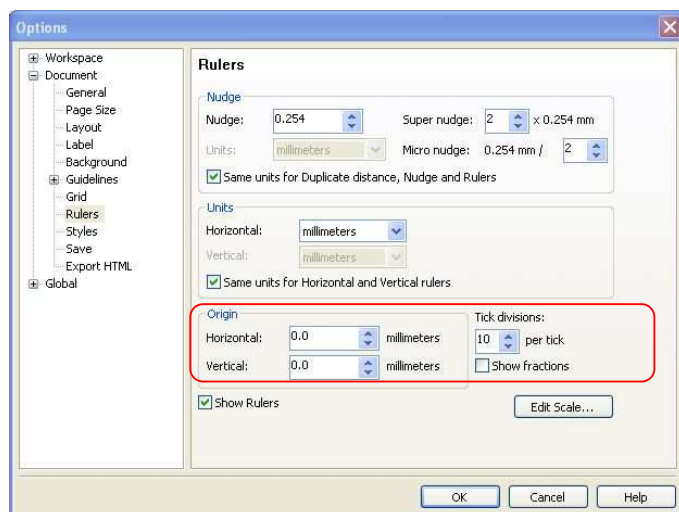 Options
Workspace
Document
General
Page Size
Layout
Label
Background
Guidelines
Grid
Rulers
Styles
Save
Export HTML
Global
Rulers
Nudge
Nudge: 0.254 Super nudge: 2 x 0.254 mm
Units: millimeters Micro nudge: 0.254 mm / 2
Same units for Duplicate distance, Nudge and Rulers
Units
Horizontal: millimeters
Vertical: millimeters
Same units for Horizontal and Vertical rulers
Origin Tick divisions:
Horizontal: 0.0 millimeters 10 per tick
Vertical: 0.0 millimeters Show fractions
Show Rulers Edit Scale...
OK Cancel Help